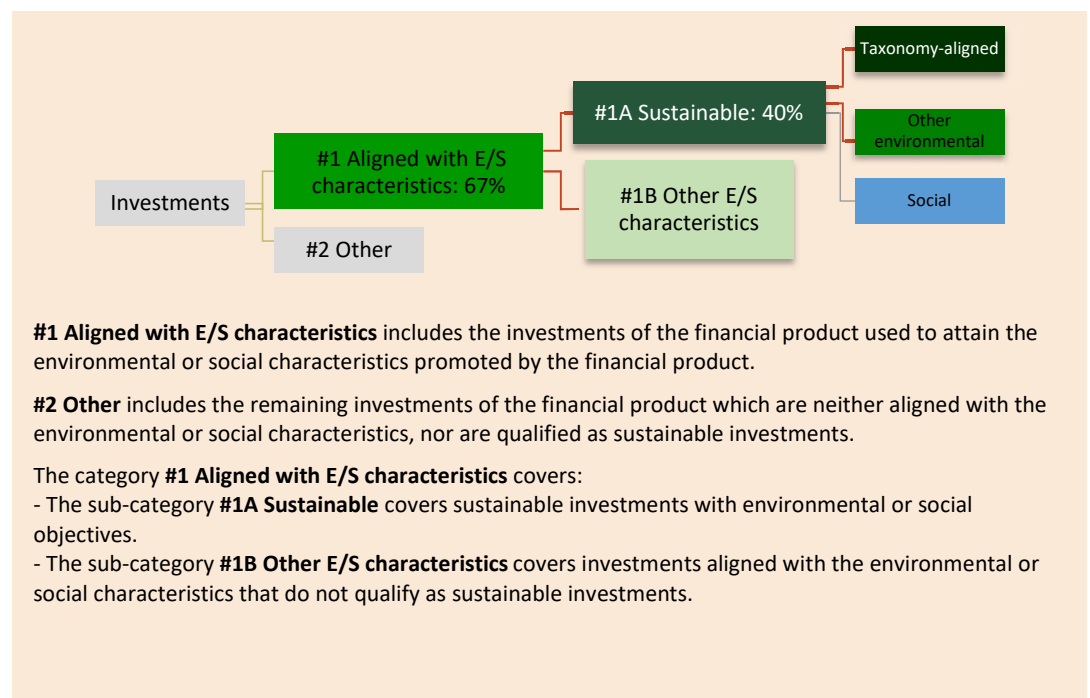 Taxonomy-aligned
#1A Sustainable: 40%
Other
environmental
#1 Aligned with E/S
characteristics: 67%
#1B Other E/S
characteristics
Investments
Social
#2 Other
#1 Aligned with E/S characteristics includes the investments of the financial product used to attain the
environmental or social characteristics promoted by the financial product.
#2 Other includes the remaining investments of the financial product which are neither aligned with the
environmental or social characteristics, nor are qualified as sustainable investments.
The category #1 Aligned with E/S characteristics covers:
- The sub-category #1A Sustainable covers sustainable investments with environmental or social
objectives.
- The sub-category #1B Other E/S characteristics covers investments aligned with the environmental or
social characteristics that do not qualify as sustainable investments.